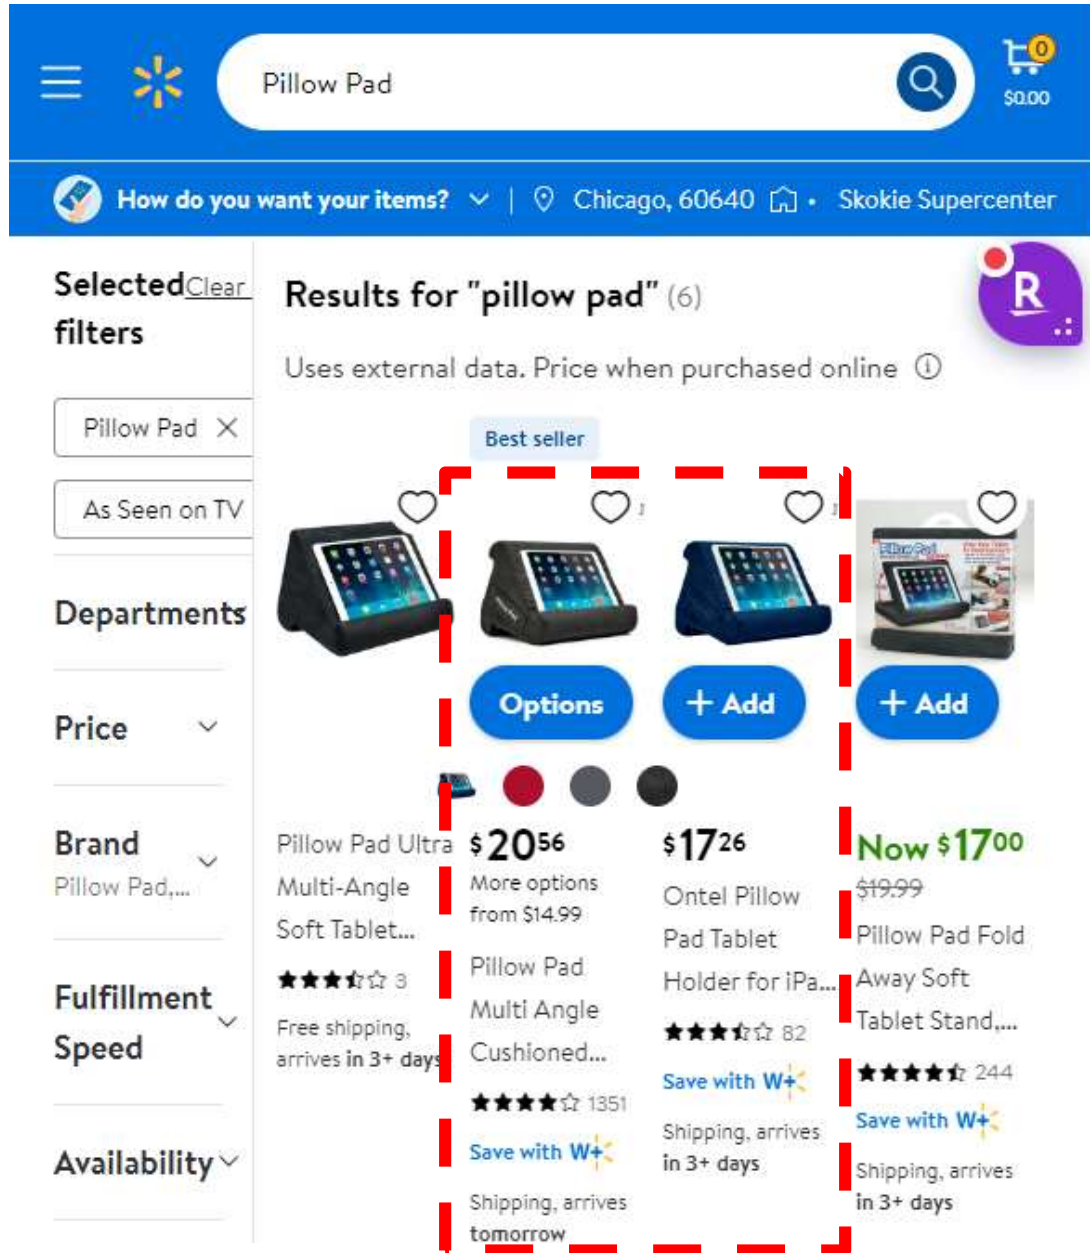 Pillow Pad
0
$0.00
How do you want your items? | Chicago, 60640 • Skokie Supercenter
Selected Clear
filters
Pillow Pad
As Seen on TV
Departments
Price
Brand
Pillow Pad,...
Fulfillment
Speed
Availability
Results for "pillow pad" (6)
R
Uses external data. Price when purchased online
Best seller
Pillow Pad Ultra
Multi-Angle
Soft Tablet...
3
Free shipping,
arrives in 3+ days
Options
$20.56
More options
from $14.99
Pillow Pad
Multi Angle
Cushioned...
1351
Save with W+
Shipping, arrives
tomorrow
+ Add
$17.26
Ontel Pillow
Pad Tablet
Holder for iPa...
82
Save with W+
Shipping, arrives
in 3+ days
Pillow Pad
+ Add
Now $17.00
$19.99
Pillow Pad Fold
Away Soft
Tablet Stand,...
244
Save with W+
Shipping, arrives
in 3+ days